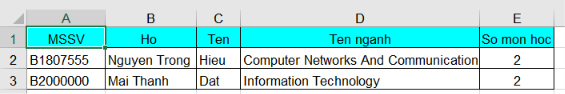 A B C D E
1 MSSV Ho Ten Ten nganh So mon hoc
2 B1807555 Nguyen Trong Hieu Computer Networks And Communication 2
3 B2000000 Mai Thanh Dat Information Technology 2